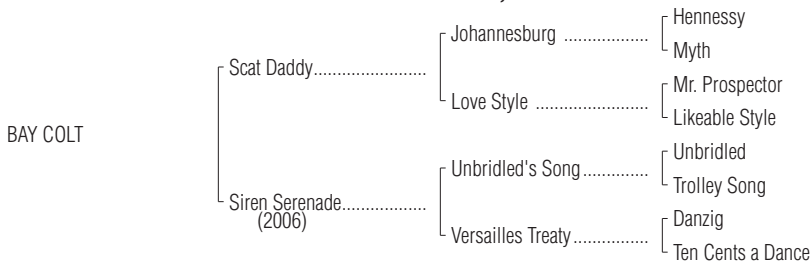 Hennessy
Johannesburg ..................
Myth
Scat Daddy........................
Mr. Prospector
Love Style ........................
Likeable Style
BAY COLT
Unbridled
Unbridled's Song..............
Trolley Song
Siren Serenade..................
(2006)
Danzig
Versailles Treaty................
Ten Cents a Dance